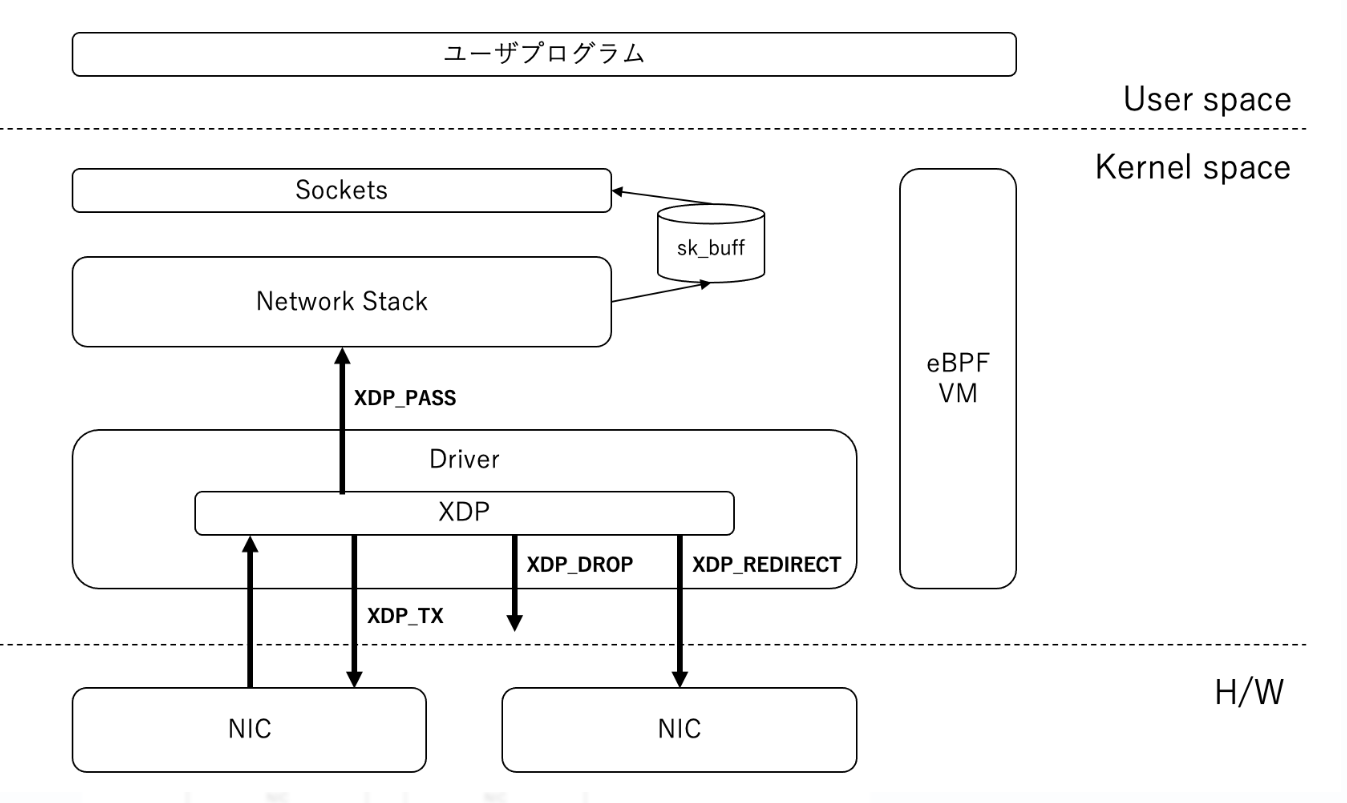 ユーザプログラム
User space
Kernel space
Sockets
sk_buff
Network Stack
eBPF
VM
XDP_PASS
Driver
XDP
XDP_DROP
XDP_REDIRECT
XDP_TX
H/W
NIC
NIC